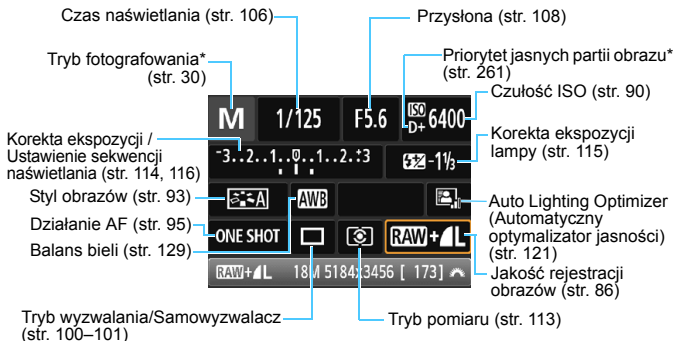 Czas naświetlania (str. 106)
Przysłona (str. 108)
Tryb fotografowania*
(str. 30)
Priorytet jasnych partii obrazu*
(str. 261)
Czułość ISO (str. 90)
M 1/125 F5.6 ISO D+ 6400
Korekta ekspozycji /
Ustawienie sekwencji
naświetlania (str. 114, 116)
-3..2..1..0..1..2.:3
-1⅓
Korekta ekspozycji
lampy (str. 115)
Styl obrazów (str. 93)
A AWB
Auto Lighting Optimizer
(Automatyczny
optymalizator jasności)
(str. 121)
Działanie AF (str. 95)
Balans bieli (str. 129)
ONE SHOT RAW+L
Jakość rejestracji
obrazów (str. 86)
RAW+L 18M 5184x3456 [ 173]
Tryb wyzwalania/Samowyzwalacz
(str. 100–101)
Tryb pomiaru (str. 113)